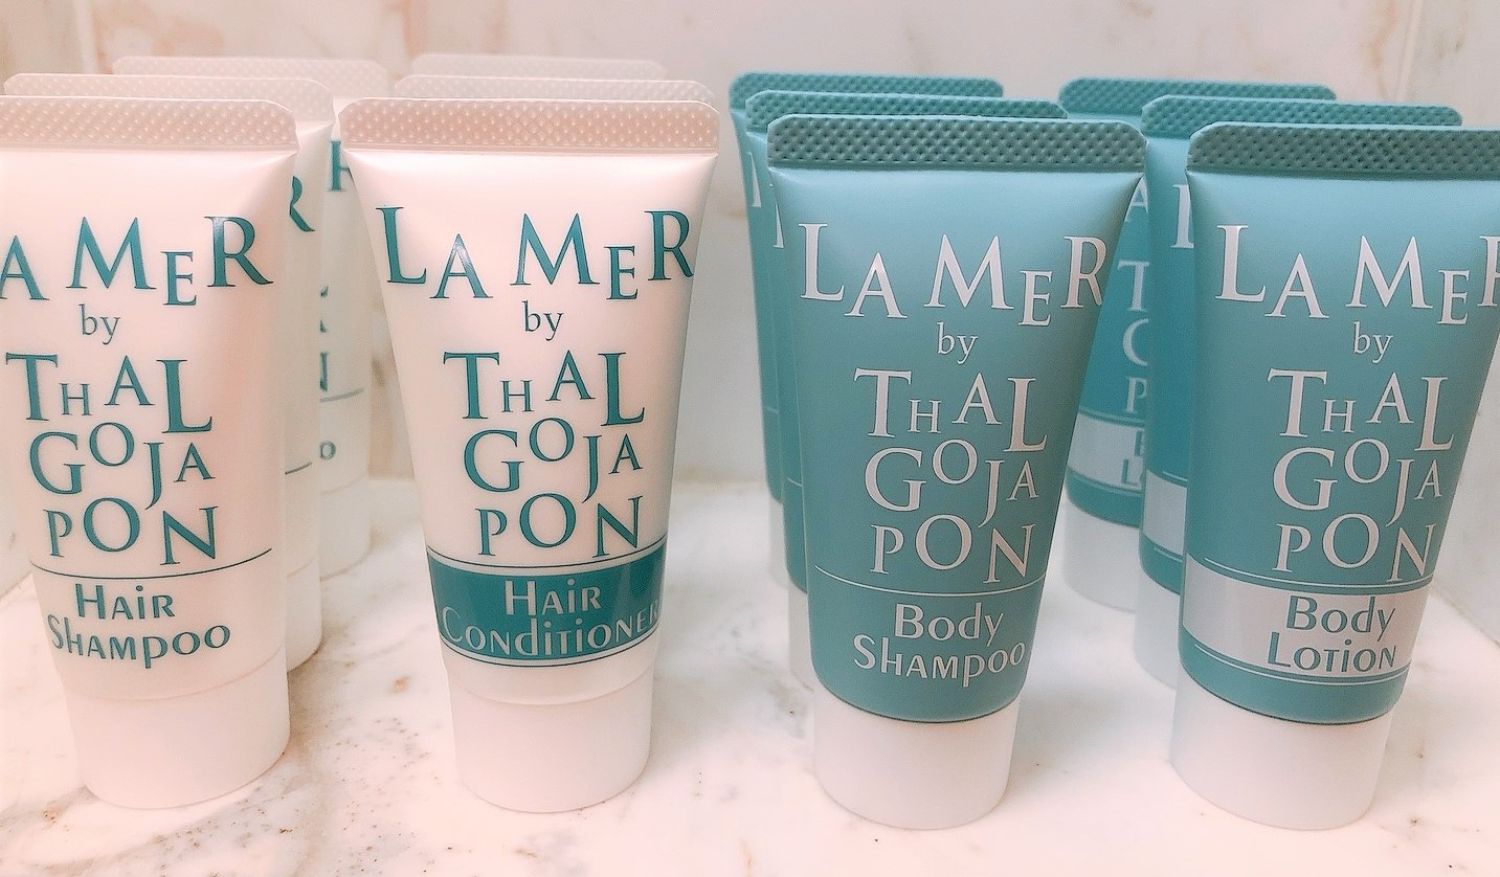 LA MER
by
THAL
GOJA
PON
HAIR
SHAMPOO
LA MER
by
THAL
GOJA
PON
HAIR
CONDITIONER
LA MER
by
THAL
GOJA
PON
Body
SHAMPOO
LA MER
by
THAL
GOJA
PON
Body
LOTION